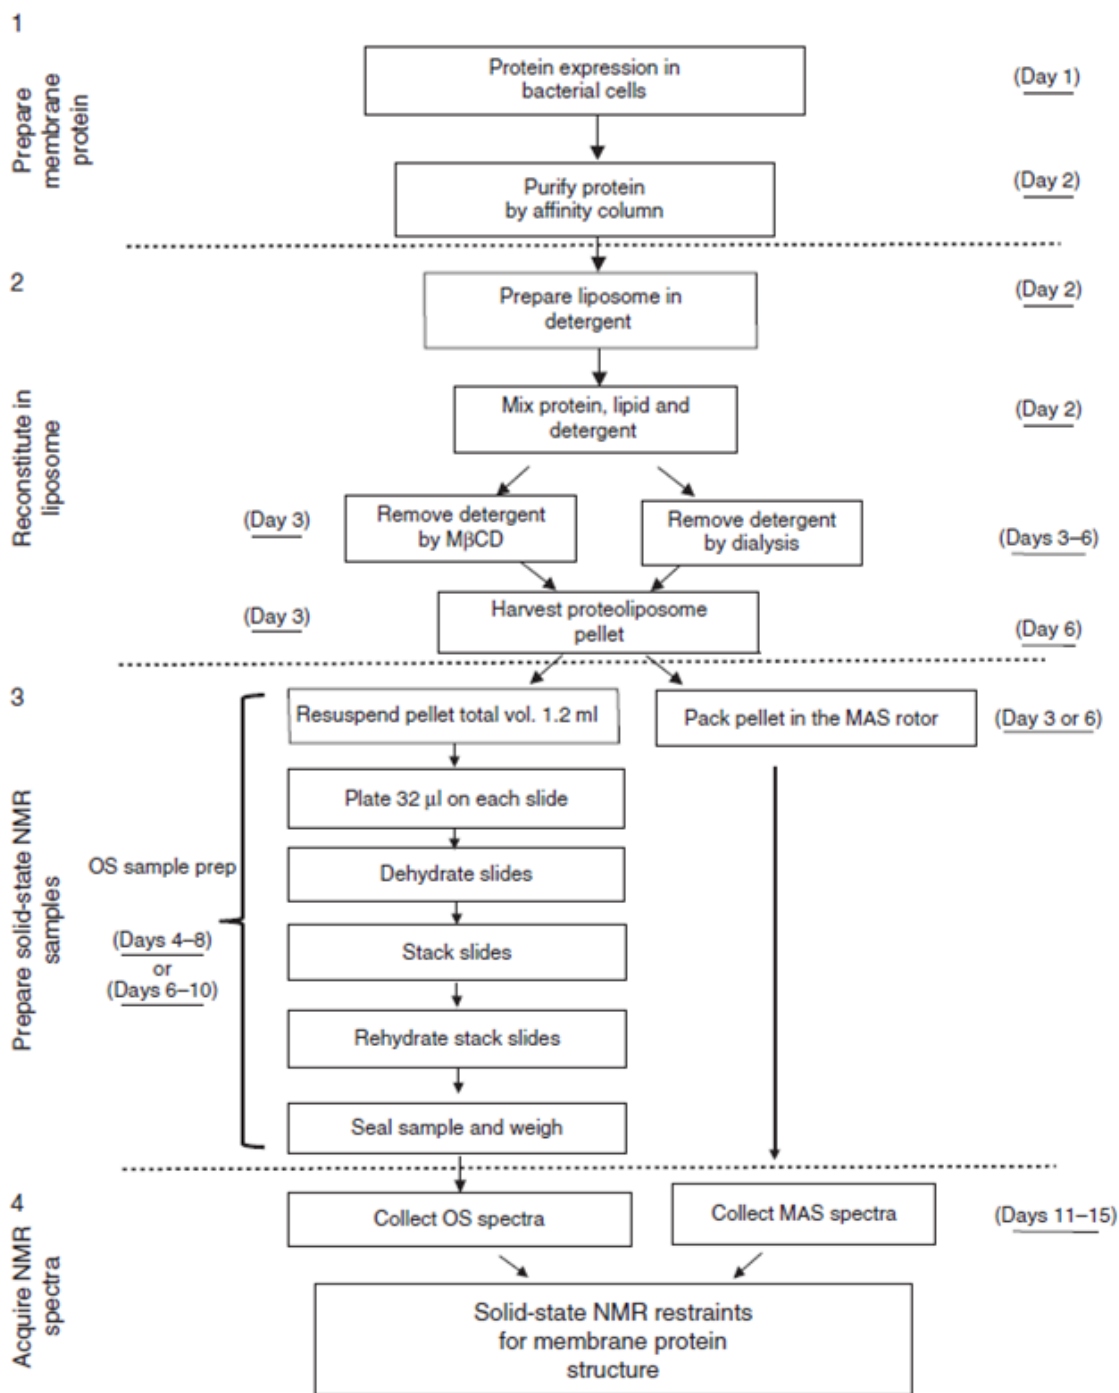 1
Prepare
membrane
protein
Protein expression in
bacterial cells
(Day 1)
Purify protein
by affinity column
(Day 2)
2
Reconstitute in
liposome
Prepare liposome in
detergent
(Day 2)
Mix protein, lipid and
detergent
(Day 2)
(Day 3)
Remove detergent
by MβCD
Remove detergent
by dialysis
(Days 3–6)
(Day 3)
Harvest proteoliposome
pellet
(Day 6)
3
Prepare solid-state NMR
samples
Resuspend pellet total vol. 1.2 ml
Pack pellet in the MAS rotor
(Day 3 or 6)
Plate 32 μl on each slide
OS sample prep
Dehydrate slides
(Days 4–8)
or
(Days 6–10)
Stack slides
Rehydrate stack slides
Seal sample and weigh
4
Acquire NMR
spectra
Collect OS spectra
Collect MAS spectra
(Days 11–15)
Solid-state NMR restraints
for membrane protein
structure